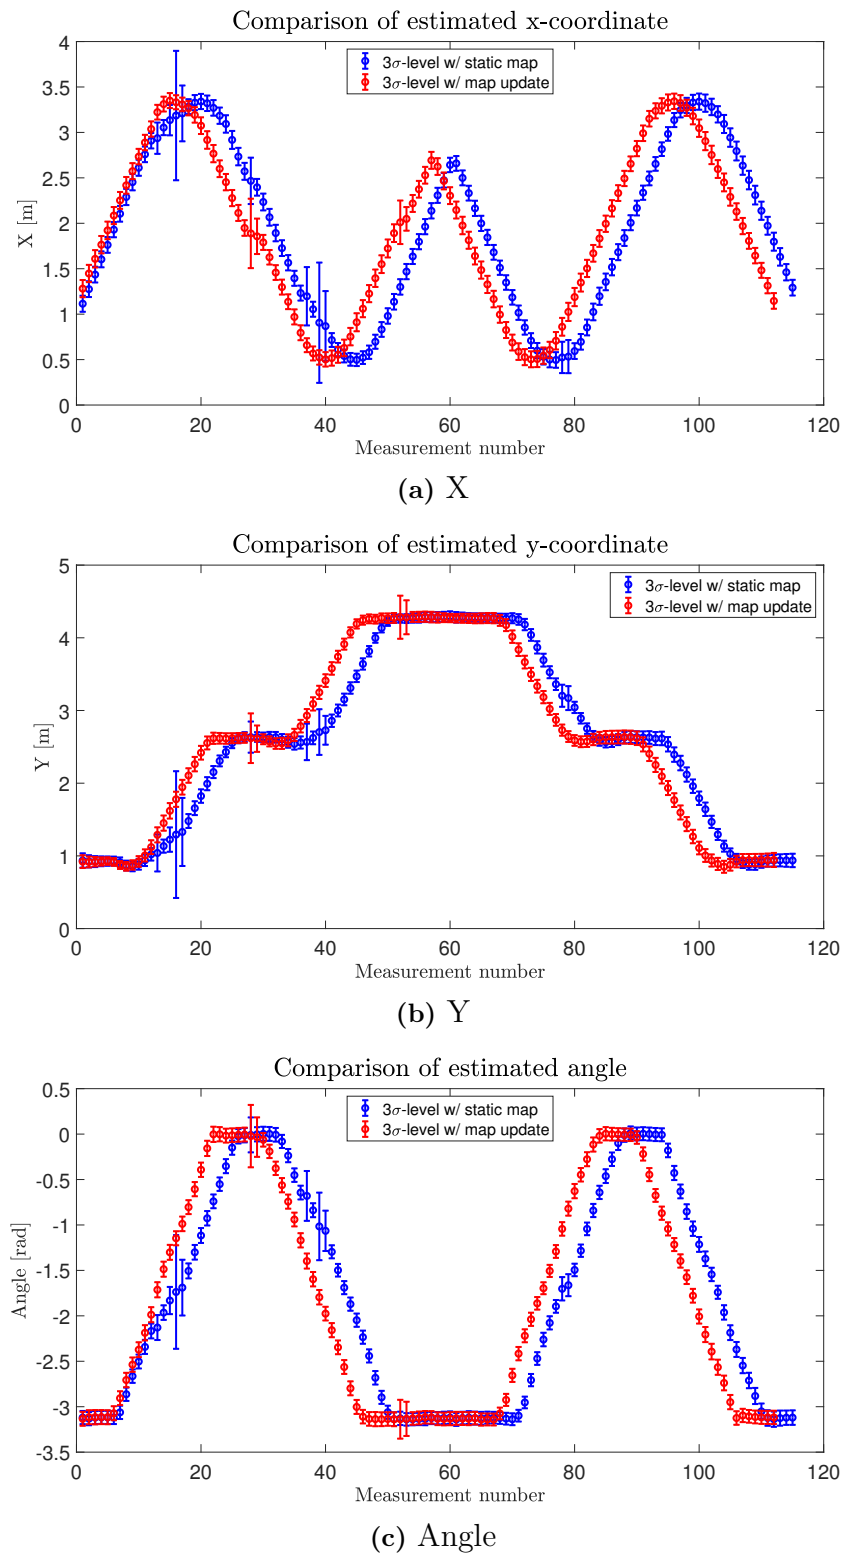 Comparison of estimated x-coordinate
4
3.5
3
2.5
2
1.5
1
0.5
0
X [m]
3σ-level w/ static map
3σ-level w/ map update
0 20 40 60 80 100 120
Measurement number
(a) X
Comparison of estimated y-coordinate
5
4
3
2
1
0
Y [m]
3σ-level w/ static map
3σ-level w/ map update
0 20 40 60 80 100 120
Measurement number
(b) Y
Comparison of estimated angle
0.5
0
-0.5
-1
-1.5
-2
-2.5
-3
-3.5
Angle [rad]
3σ-level w/ static map
3σ-level w/ map update
0 20 40 60 80 100 120
Measurement number
(c) Angle